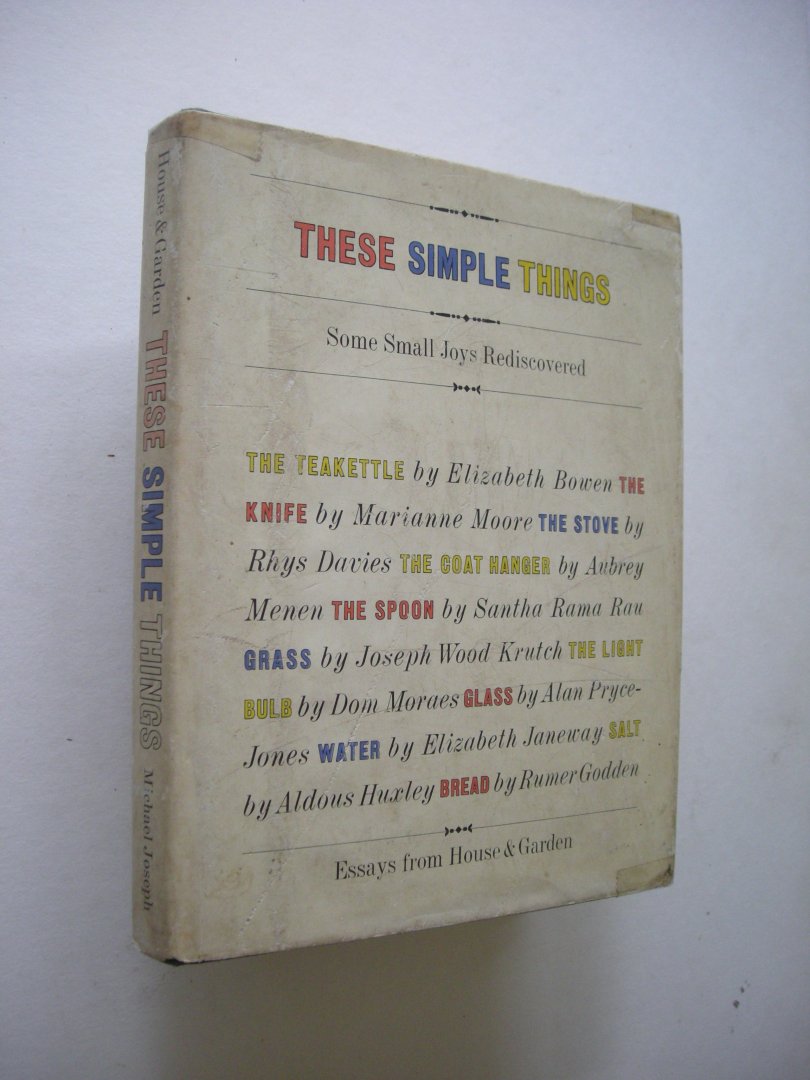 House & Garden THESE SIMPLE THINGS Michael Joseph
THESE SIMPLE THINGS
Some Small Joys Rediscovered
THE TEAKETTLE by Elizabeth Bowen THE
KNIFE by Marianne Moore THE STOVE by
Rhys Davies THE COAT HANGER by Aubrey
Menen THE SPOON by Santha Rama Rau
GRASS by Joseph Wood Krutch THE LIGHT
BULB by Dom Moraes GLASS by Alan Pryce-
Jones WATER by Elizabeth Janeway SALT
by Aldous Huxley BREAD by Rumer Godden
Essays from House & Garden